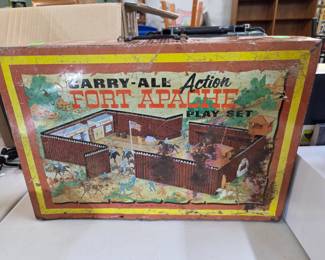 CARRY-ALL Action
FORT APACHE
PLAY SET